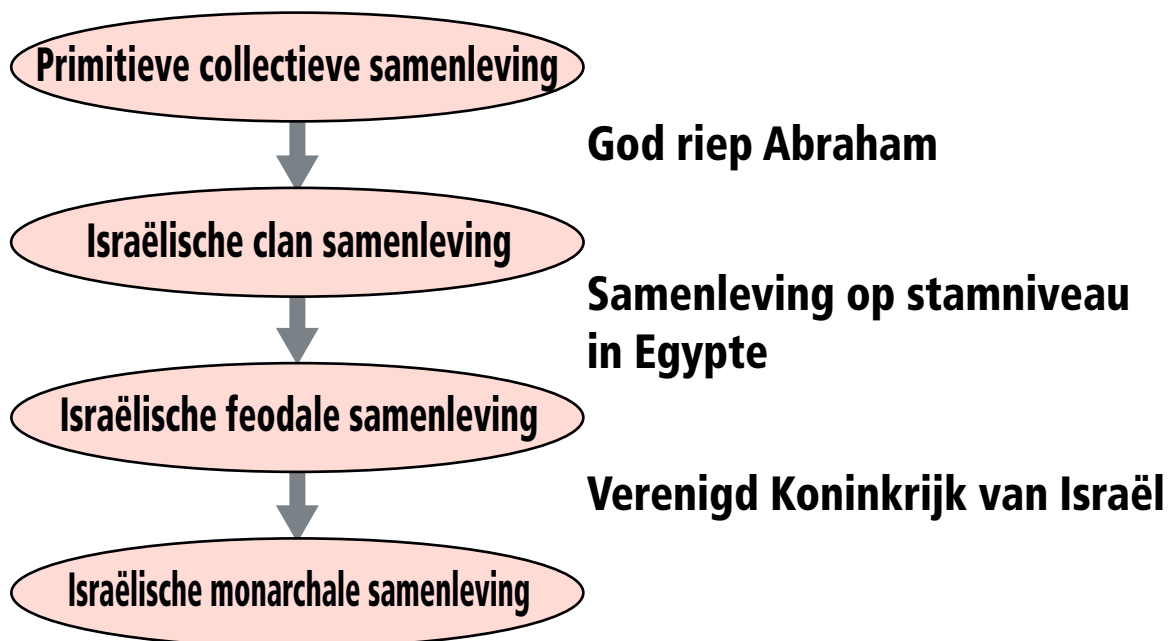 Primitieve collectieve samenleving
God riep Abraham
Israëlische clan samenleving
Samenleving op stamniveau
in Egypte
Israëlische feodale samenleving
Verenigd Koninkrijk van Israël
Israëlische monarchale samenleving